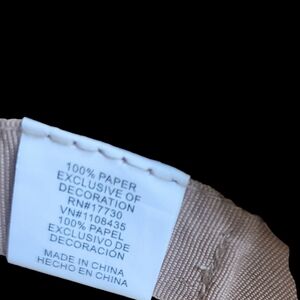 100% PAPER
EXCLUSIVE OF
DECORATION
RN#17730
VN#1108435
100% PAPEL
EXCLUSIVO DE
DECORACION
MADE IN CHINA
HECHO EN CHINA